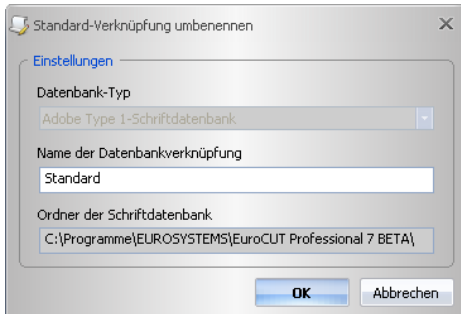 Standard-Verknüpfung umbenennen
Einstellungen
Datenbank-Typ
Adobe Type 1-Schriftdatenbank
Name der Datenbankverknüpfung
Standard
Ordner der Schriftdatenbank
C:\Programme\EUROSYSTEMS\EuroCUT Professional 7 BETA\
OK Abbrechen